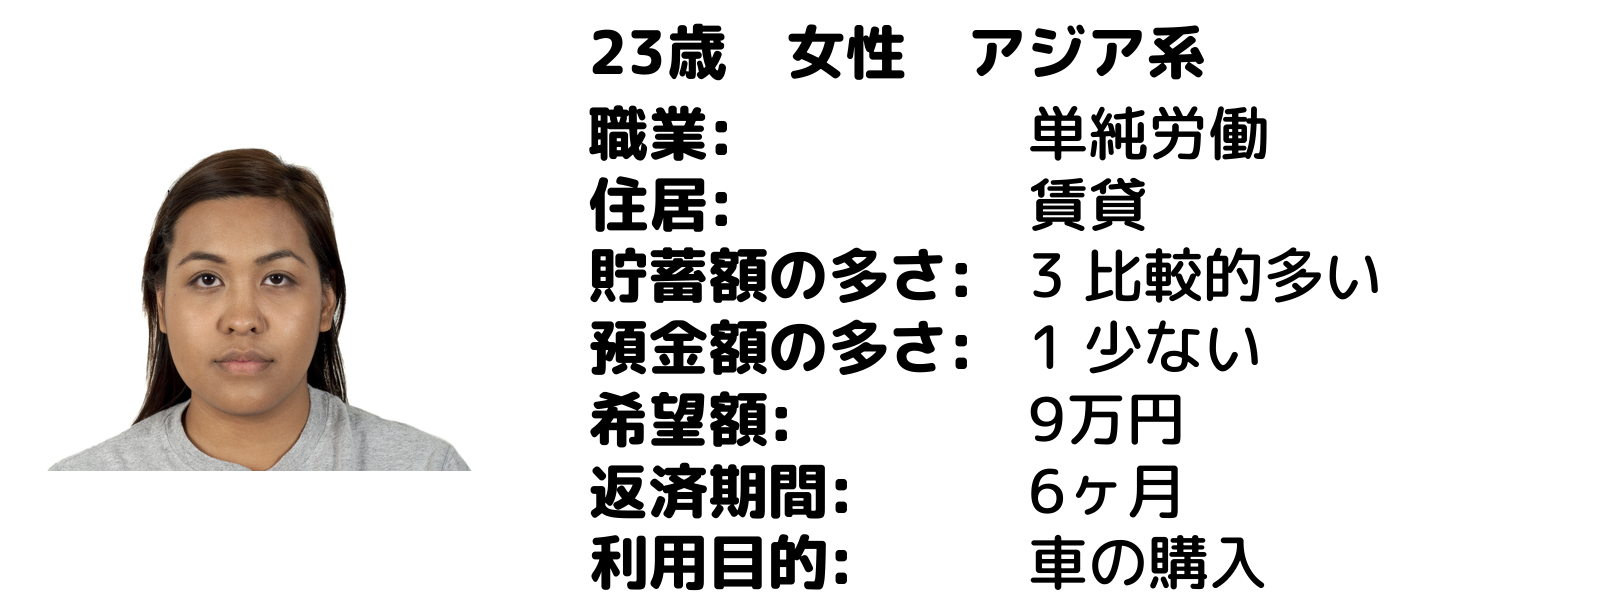 23歳　女性　アジア系
職業: 単純労働
住居: 賃貸
貯蓄額の多さ: 3 比較的多い
預金額の多さ: 1 少ない
希望額: 9万円
返済期間: 6ヶ月
利用目的: 車の購入